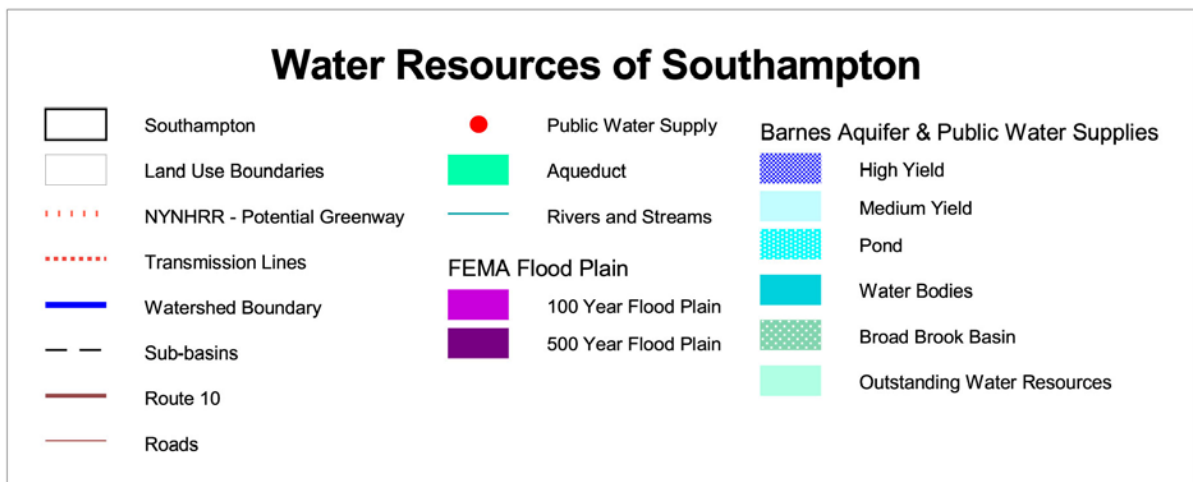 Water Resources of Southampton
Southampton
Land Use Boundaries
NYNHRR - Potential Greenway
Transmission Lines
Watershed Boundary
Sub-basins
Route 10
Roads
Public Water Supply
Aqueduct
Rivers and Streams
FEMA Flood Plain
100 Year Flood Plain
500 Year Flood Plain
Barnes Aquifer & Public Water Supplies
High Yield
Medium Yield
Pond
Water Bodies
Broad Brook Basin
Outstanding Water Resources